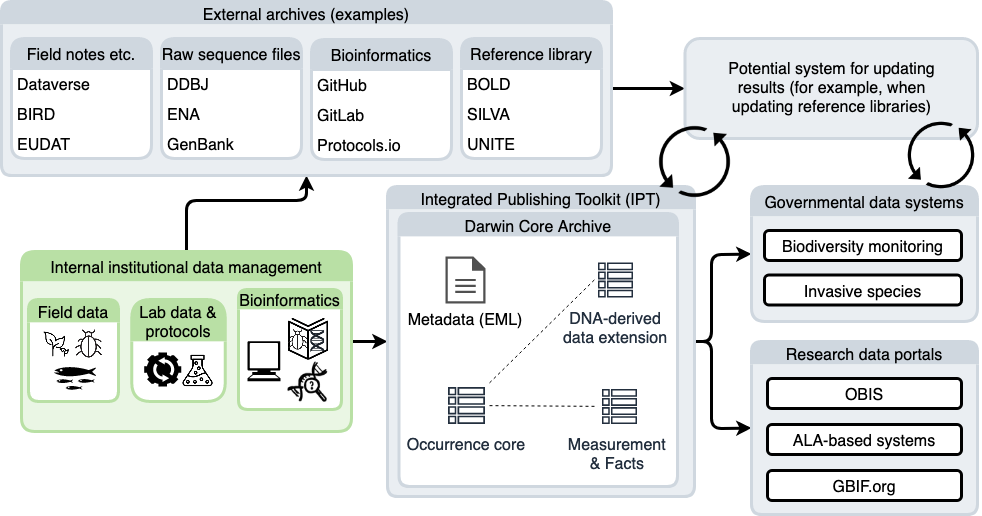 External archives (examples)
Field notes etc.
Dataverse
BIRD
EUDAT
Raw sequence files
DDBJ
ENA
GenBank
Bioinformatics
GitHub
GitLab
Protocols.io
Reference library
BOLD
SILVA
UNITE
Potential system for updating
results (for example, when
updating reference libraries)
Internal institutional data management
Field data
Lab data &
protocols
Bioinformatics
Integrated Publishing Toolkit (IPT)
Darwin Core Archive
Metadata (EML)
DNA-derived
data extension
Occurrence core
Measurement
& Facts
Governmental data systems
Biodiversity monitoring
Invasive species
Research data portals
OBIS
ALA-based systems
GBIF.org